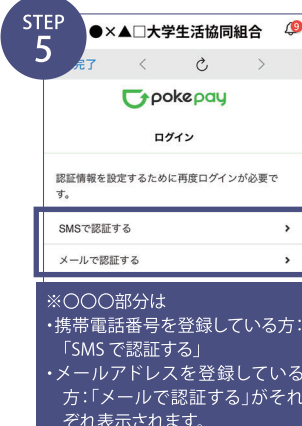 STEP
5
●×▲□大学生活協同組合
9
完了
pokepay
ログイン
認証情報を設定するために再度ログインが必要で
す。
SMSで認証する
メールで認証する
※〇〇〇部分は
・携帯電話番号を登録している方：
「SMSで認証する」
・メールアドレスを登録している
方：「メールで認証する」がそれ
ぞれ表示されます。